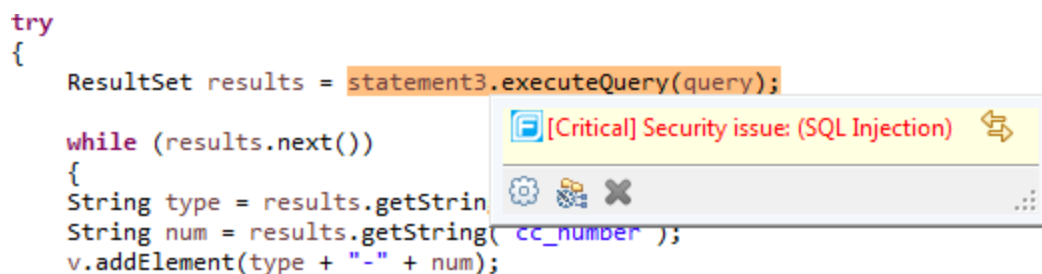 try
{
ResultSet results = statement3.executeQuery(query);
[Critical] Security issue: (SQL Injection)
while (results.next())
{
String type = results.getStrin
String num = results.getString( cc_number );
v.addElement(type + "-" + num);